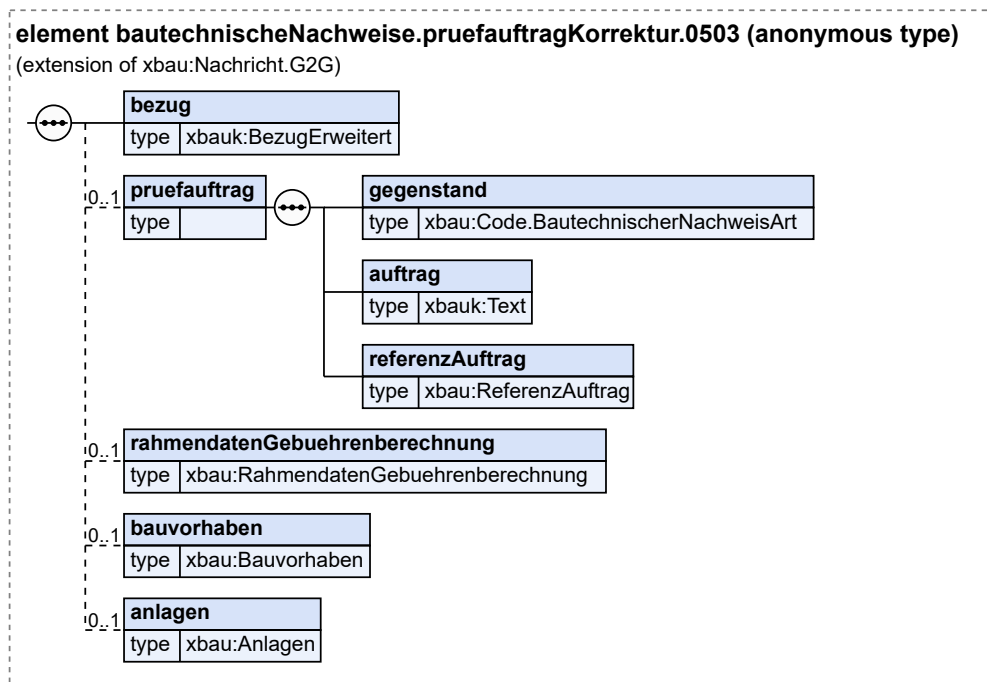 element bautechnischeNachweise.pruefauftragKorrektur.0503 (anonymous type)
(extension of xbau:Nachricht.G2G)
bezug
type xbauk:BezugErweitert
0..1 pruefauftrag
type
gegenstand
type xbau:Code.BautechnischerNachweisArt
auftrag
type xbauk:Text
referenzAuftrag
type xbau:ReferenzAuftrag
0..1 rahmendatenGebuehrenberechnung
type xbau:RahmendatenGebuehrenberechnung
0..1 bauvorhaben
type xbau:Bauvorhaben
0..1 anlagen
type xbau:Anlagen